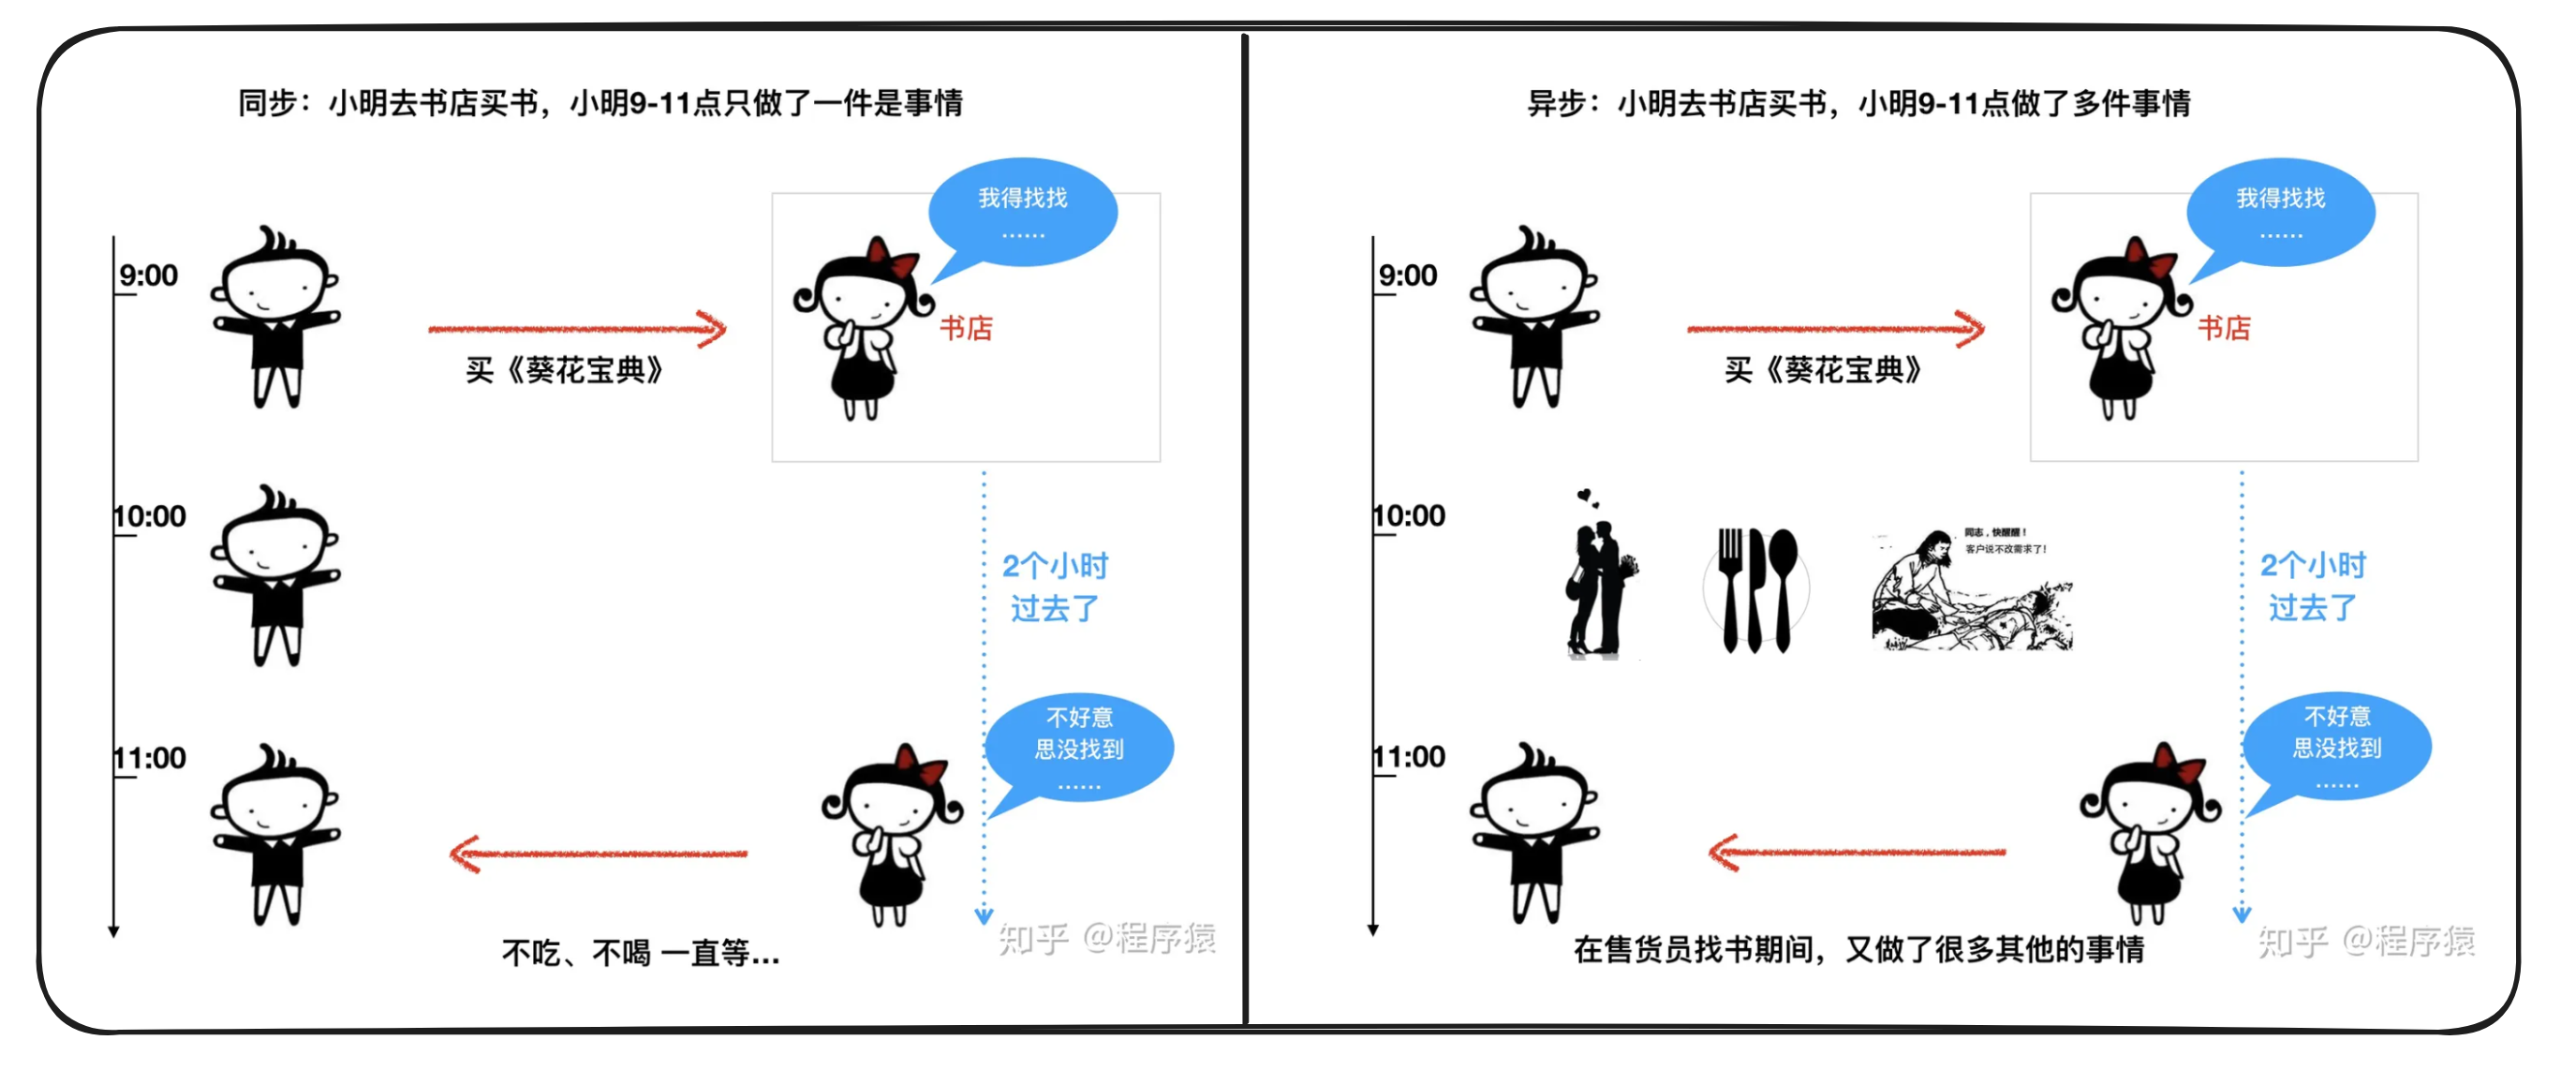 同步：小明去书店买书，小明9-11点只做了一件是事情
我得找找
......
9:00
书店
买《葵花宝典》
10:00
2个小时
过去了
不好意
思没找到
......
11:00
知乎 @程序猿
不吃、不喝 一直等...
异步：小明去书店买书，小明9-11点做了多件事情
我得找找
......
9:00
书店
买《葵花宝典》
10:00
同志，快醒醒！
客户说不改需求了！
2个小时
过去了
不好意
思没找到
......
11:00
知乎 @程序猿
在售货员找书期间，又做了很多其他的事情